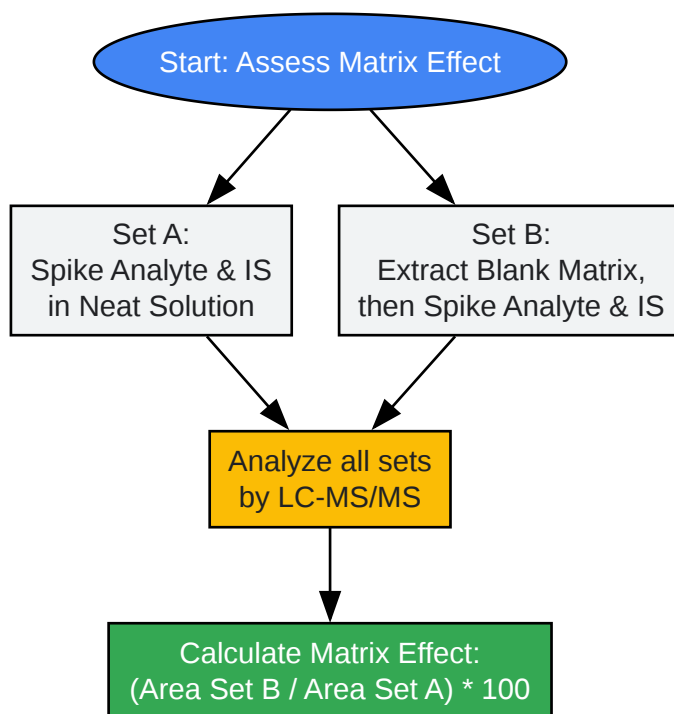 Start: Assess Matrix Effect
Set A:
Spike Analyte & IS
in Neat Solution
Set B:
Extract Blank Matrix,
then Spike Analyte & IS
Analyze all sets
by LC-MS/MS
Calculate Matrix Effect:
(Area Set B / Area Set A) * 100